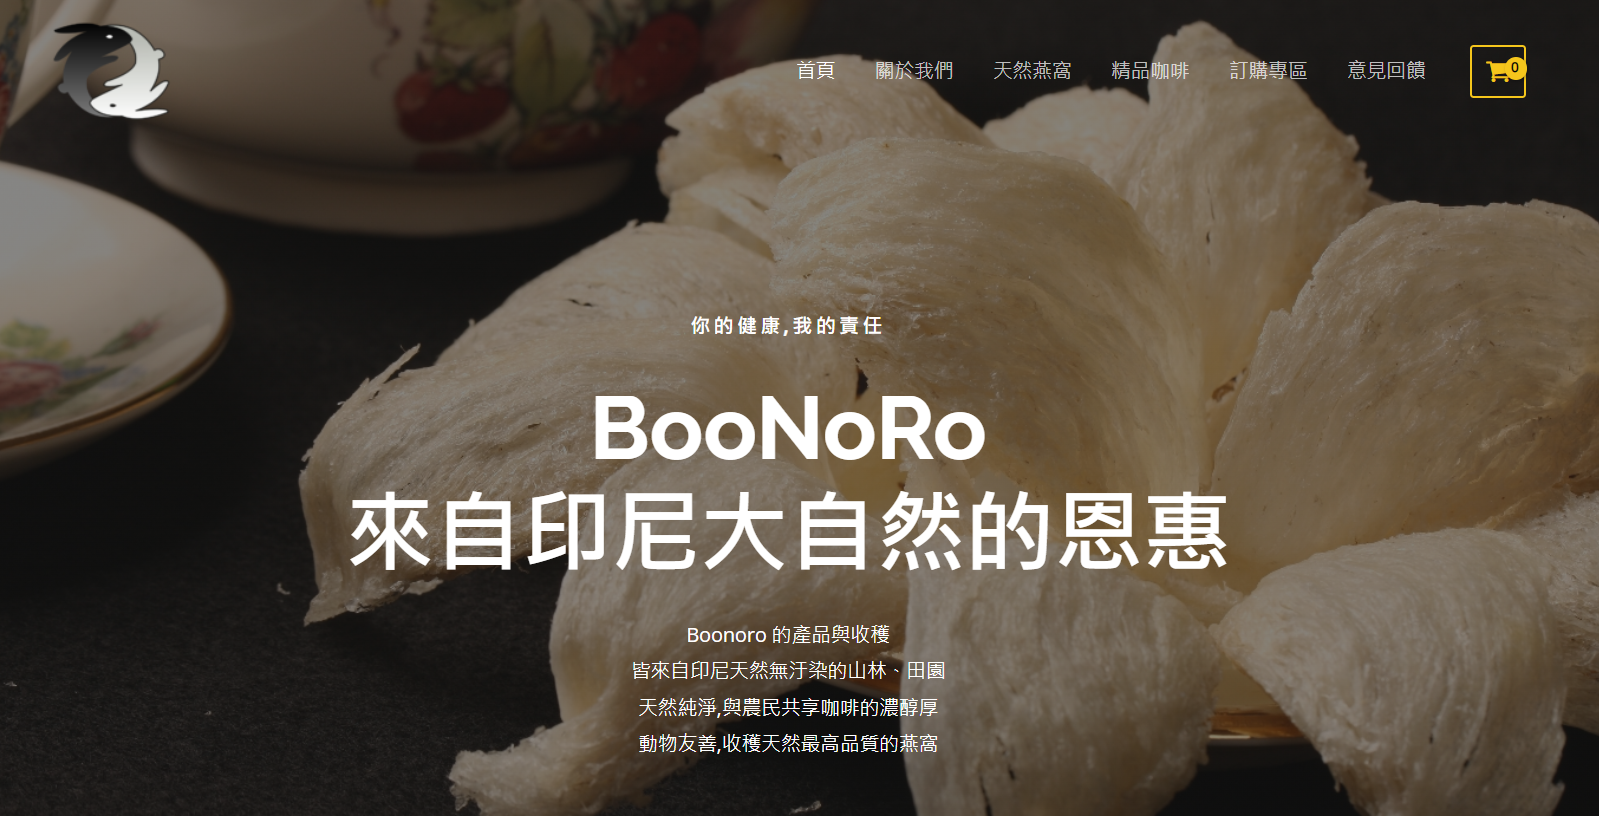 首頁 關於我們 天然燕窩 精品咖啡 訂購專區 意見回饋 0
你的健康,我的責任
BooNoRo
來自印尼大自然的恩惠
Boonoro 的產品與收穫
皆來自印尼天然無汙染的山林、田園
天然純淨,與農民共享咖啡的濃醇厚
動物友善,收穫天然最高品質的燕窩